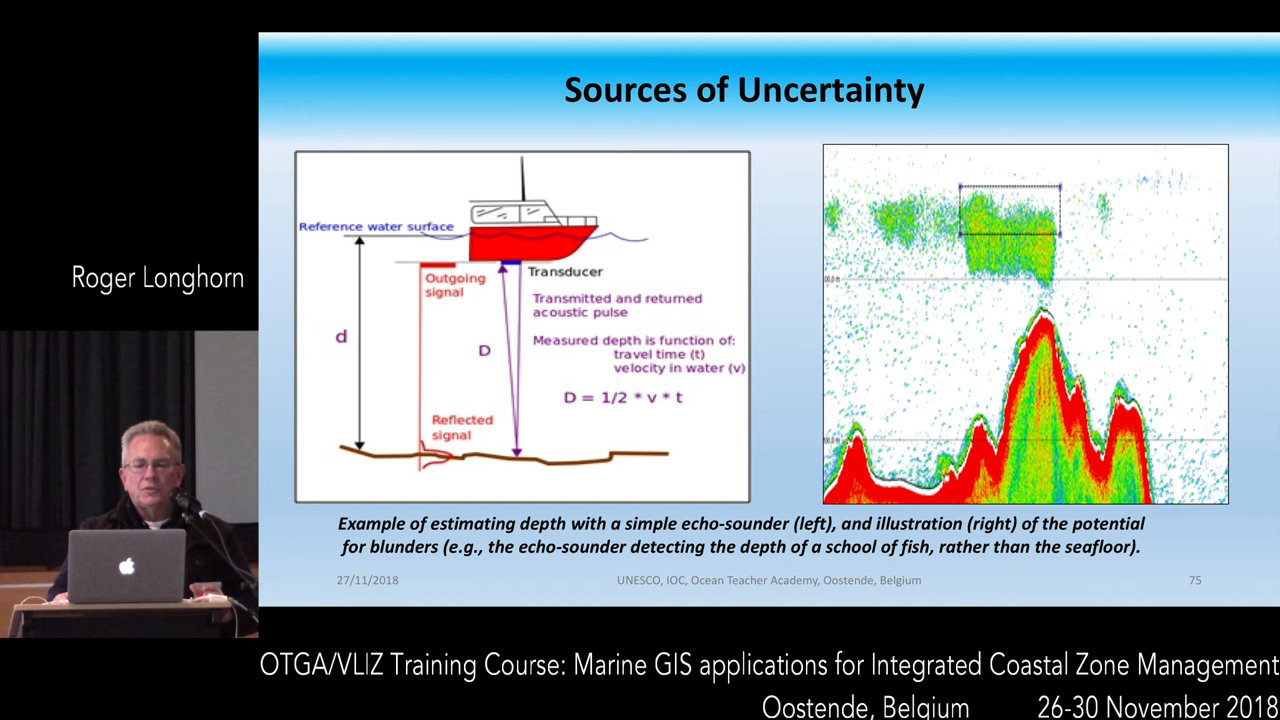 Sources of Uncertainty
Roger Longhorn
Reference water surface
Outgoing
signal
Transducer
Transmitted and returned
acoustic pulse
d
D
Measured depth is function of:
travel time (t)
velocity in water (v)
D = 1/2 * v * t
Reflected
signal
Example of estimating depth with a simple echo-sounder (left), and illustration (right) of the potential
for blunders (e.g., the echo-sounder detecting the depth of a school of fish, rather than the seafloor).
27/11/2018
UNESCO, IOC, Ocean Teacher Academy, Oostende, Belgium
75
OTGA/VLIZ Training Course: Marine GIS applications for Integrated Coastal Zone Management
Oostende, Belgium
26-30 November 2018